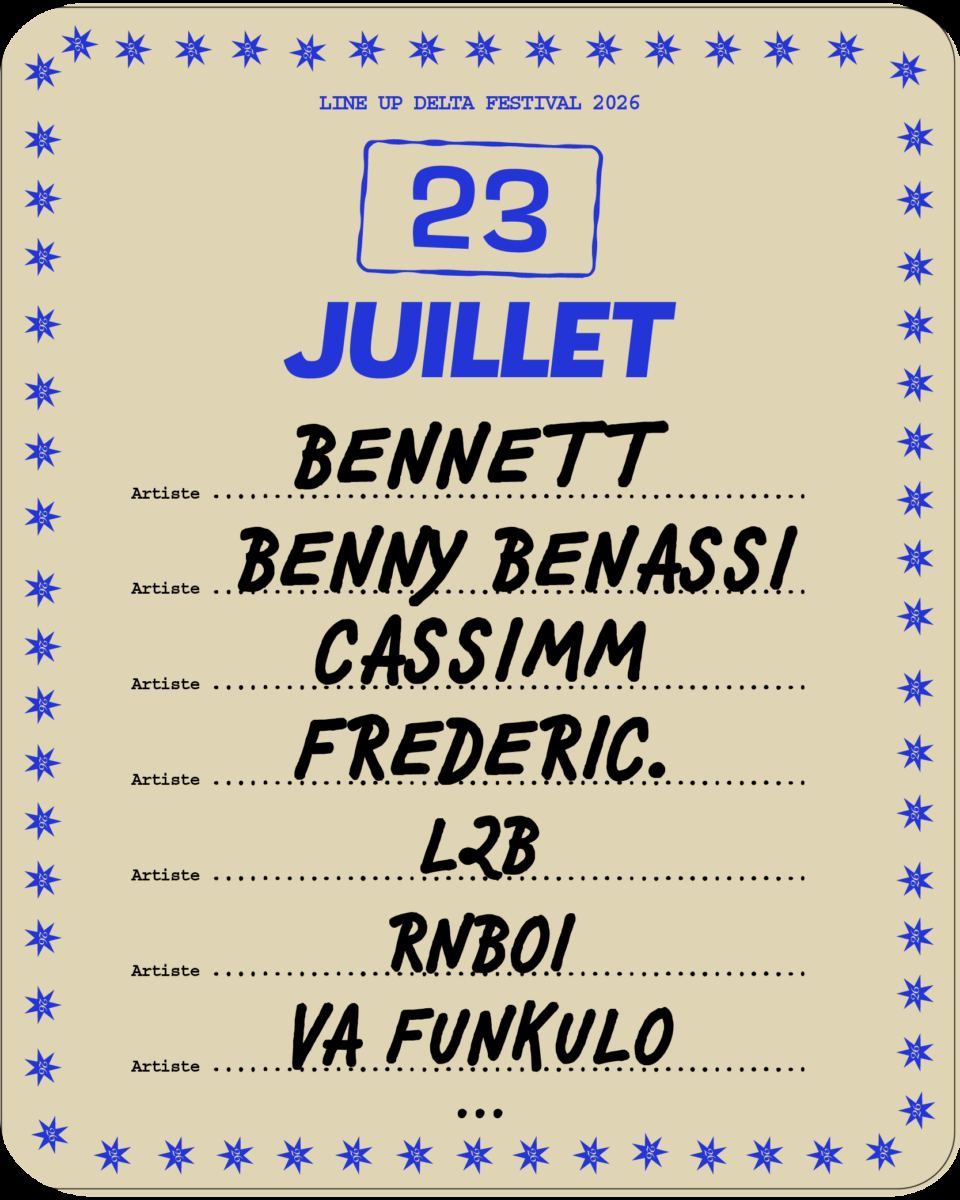 LINE UP DELTA FESTIVAL 2026
23
JUILLET
Artiste BENNETT
Artiste BENNY BENASSI
Artiste CASSIMM
Artiste FREDERIC.
Artiste L2B
Artiste RNBOI
Artiste VA FUNKULO
...